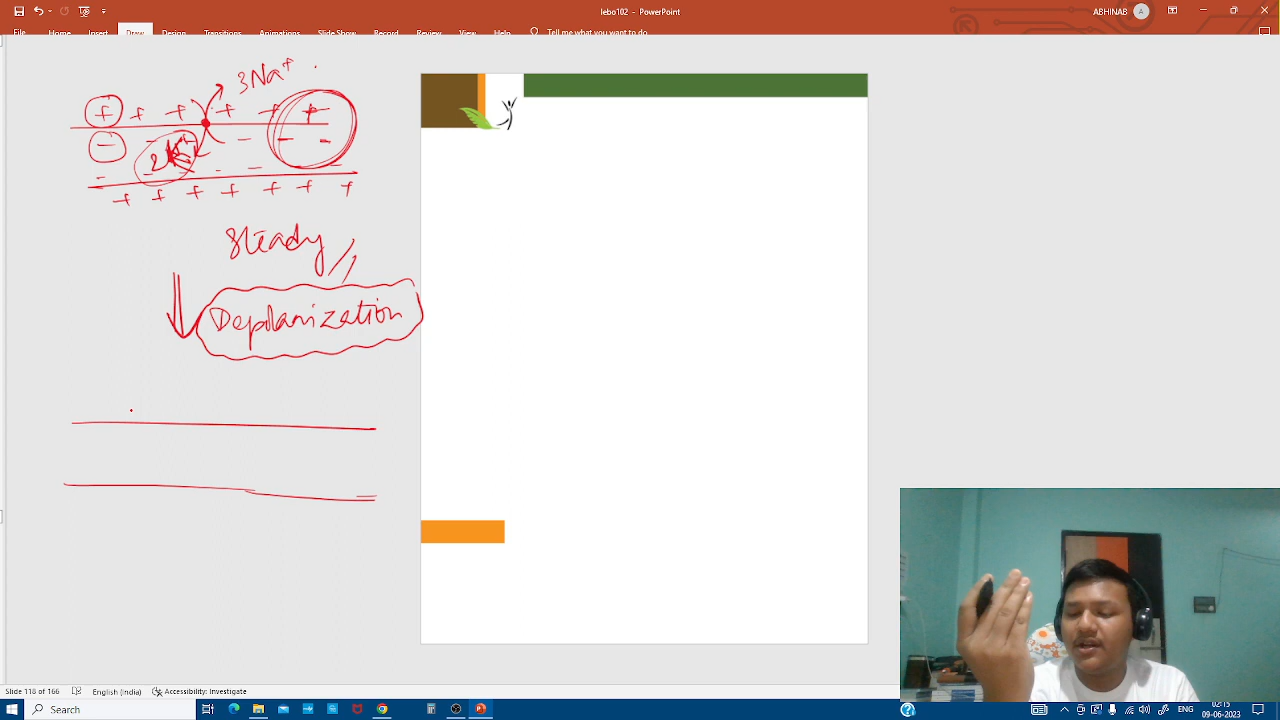 lebo102 - PowerPoint
ABHINAB A
File Home Insert Draw Design Transitions Animations Slide Show Record Review View Help Tell me what you want to do
3Na+
+ + + + + +
- - - - -
2K+
- - - - -
+ + + + + + +
Steady
Depolarization
Slide 118 of 166 English (India) Accessibility: Investigate
Search
ENG
02:15
09-06-2023